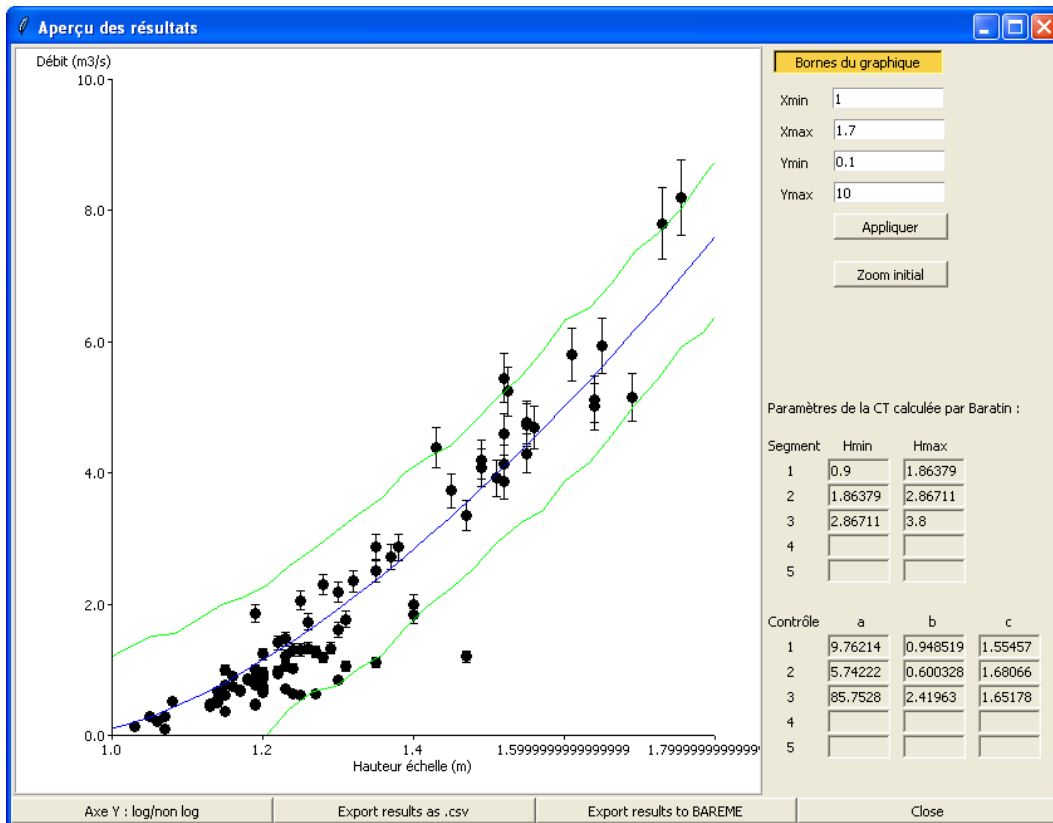 Aperçu des résultats
Débit (m3/s)
10.0
8.0
6.0
4.0
2.0
0.0
1.0 1.2 1.4 1.5999999999999999 1.7999999999999
Hauteur échelle (m)
Bornes du graphique
Xmin 1
Xmax 1.7
Ymin 0.1
Ymax 10
Appliquer
Zoom initial
Paramètres de la CT calculée par Baratin :
Segment Hmin Hmax
1 0.9 1.86379
2 1.86379 2.86711
3 2.86711 3.8
4
5
Contrôle a b c
1 9.76214 0.948519 1.55457
2 5.74222 0.600328 1.68066
3 85.7528 2.41963 1.65178
4
5
Axe Y : log/non log Export results as .csv Export results to BAREME Close